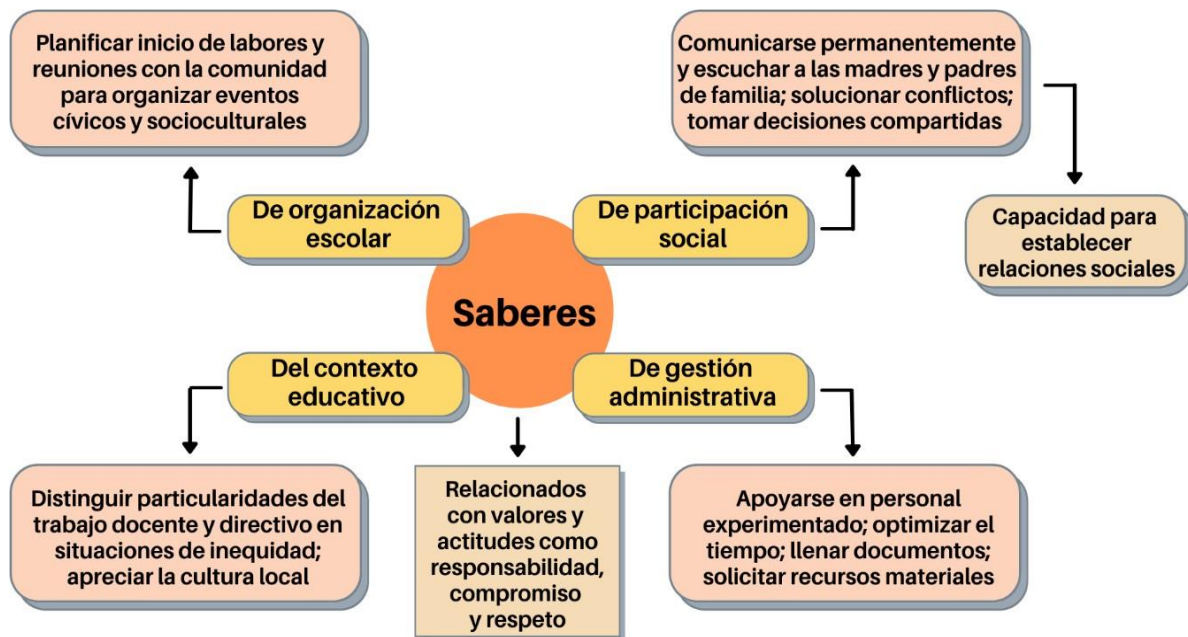 Planificar inicio de labores y
reuniones con la comunidad
para organizar eventos
cívicos y socioculturales
Comunicarse permanentemente
y escuchar a las madres y padres
de familia; solucionar conflictos;
tomar decisiones compartidas
De organización
escolar
De participación
social
Capacidad para
establecer
relaciones sociales
Saberes
Del contexto
educativo
De gestión
administrativa
Distinguir particularidades del
trabajo docente y directivo en
situaciones de inequidad;
apreciar la cultura local
Relacionados
con valores y
actitudes como
responsabilidad,
compromiso
y respeto
Apoyarse en personal
experimentado; optimizar el
tiempo; llenar documentos;
solicitar recursos materiales